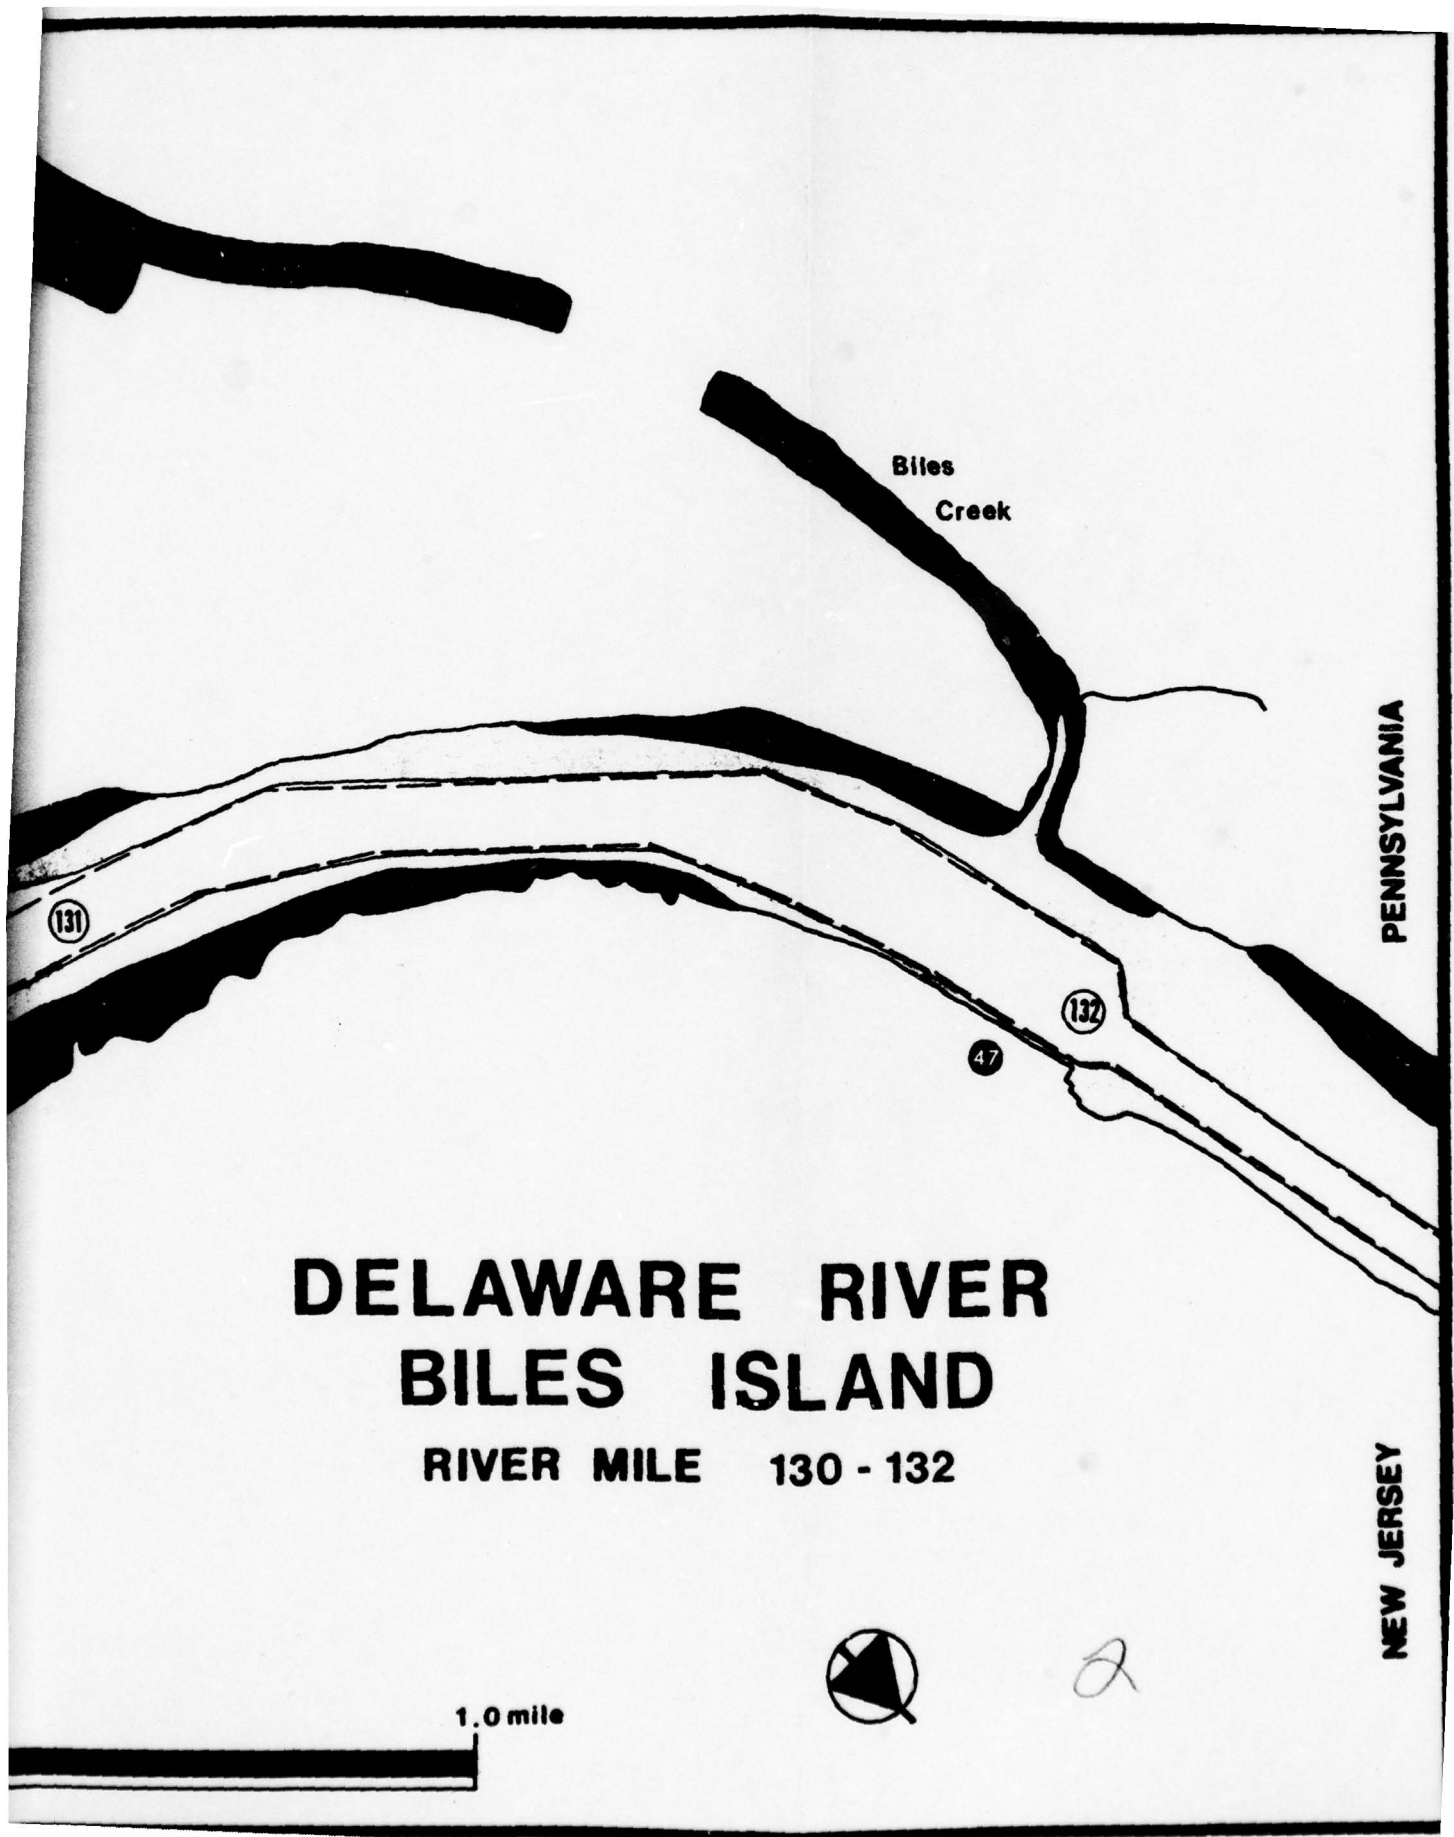 Biles
Creek
PENNSYLVANIA
131
132
47
DELAWARE RIVER
BILES ISLAND
RIVER MILE 130 - 132
NEW JERSEY
2
1.0 mile